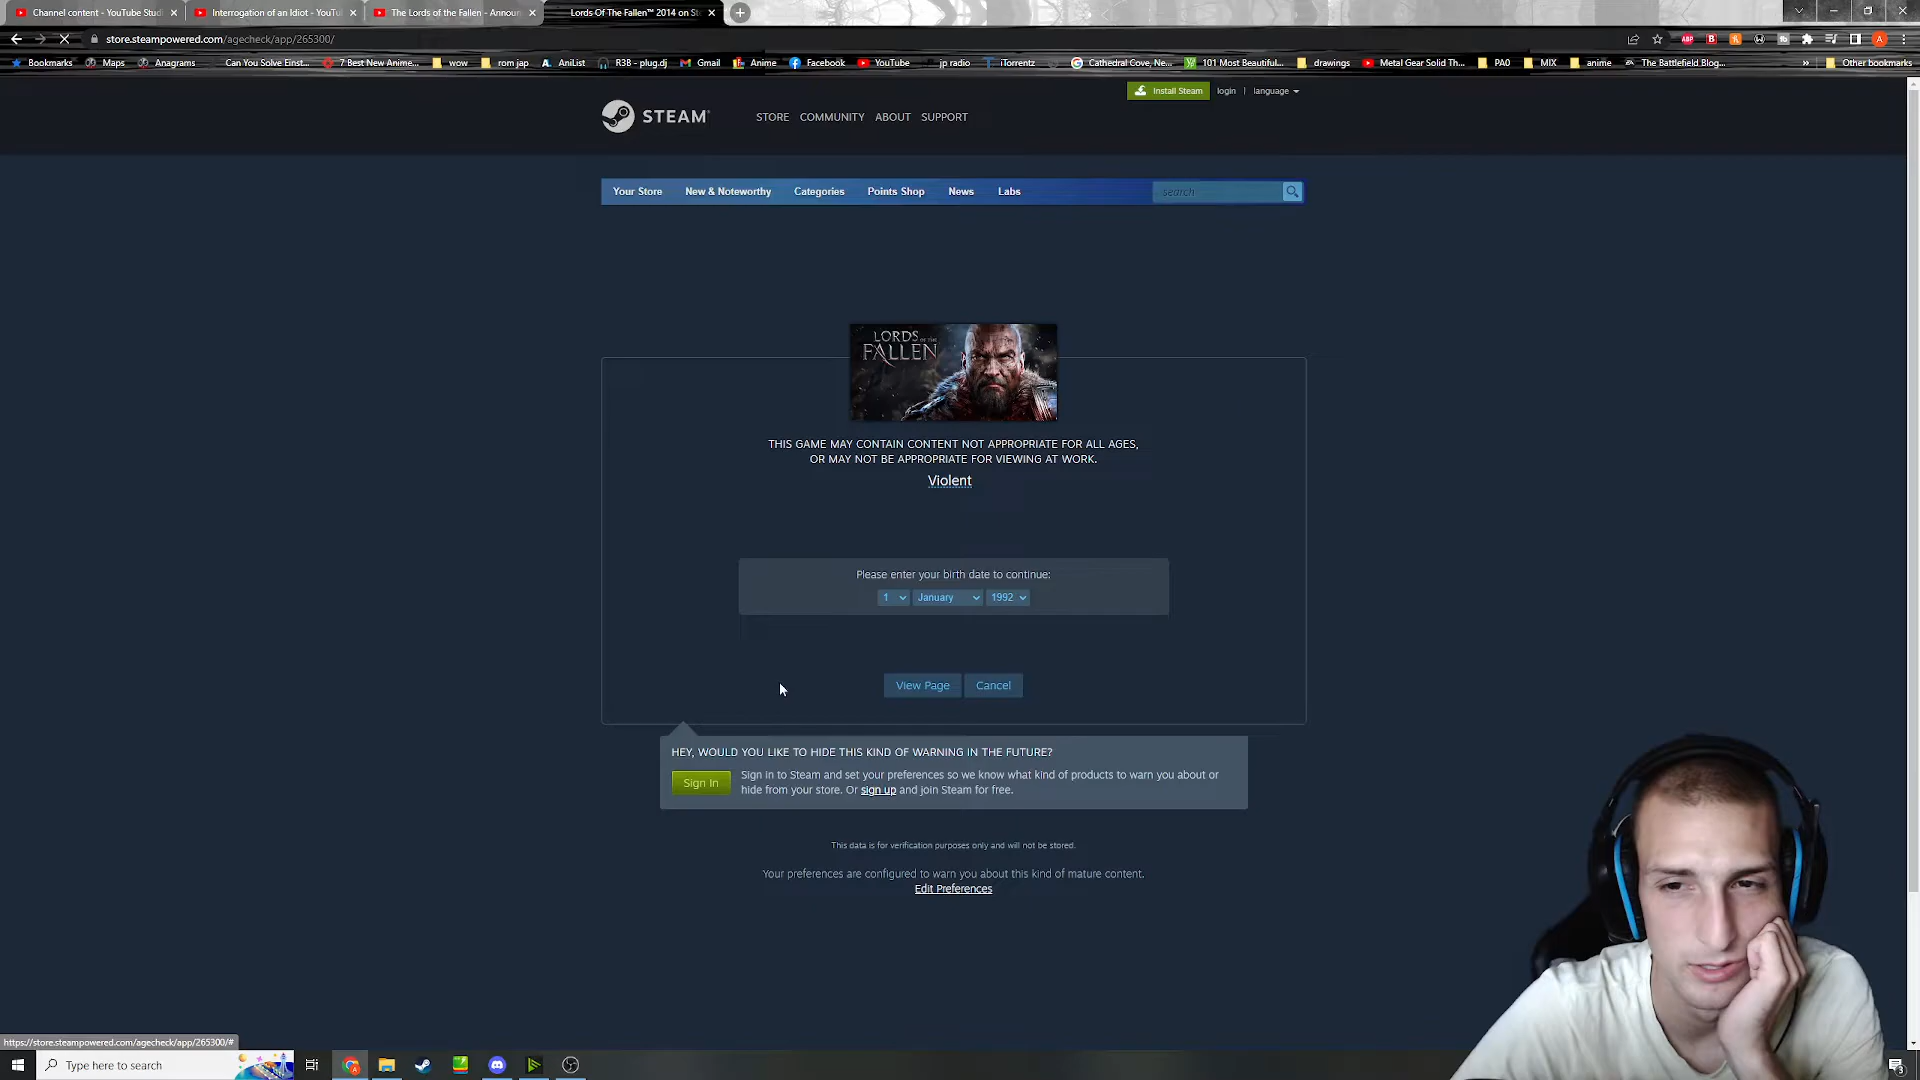 Channel content - YouTube Studi
Interrogation of an Idiot - YouTu
The Lords of the Fallen - Announ
Lords Of The Fallen™ 2014 on St
store.steampowered.com/agecheck/app/265300/
Bookmarks
Maps
Anagrams
Can You Solve Einst...
7 Best New Anime...
wow
rom jap
AniList
R3B - plug.dj
Gmail
Anime
Facebook
YouTube
jp radio
iTorrentz
Cathedral Cove, Ne...
101 Most Beautiful...
drawings
Metal Gear Solid Th...
PA0
MIX
anime
The Battlefield Blog...
Other bookmarks
Install Steam
login
language
STEAM
STORE
COMMUNITY
ABOUT
SUPPORT
Your Store
New & Noteworthy
Categories
Points Shop
News
Labs
search
LORDS OF THE
FALLEN
THIS GAME MAY CONTAIN CONTENT NOT APPROPRIATE FOR ALL AGES,
OR MAY NOT BE APPROPRIATE FOR VIEWING AT WORK.
Violent
Please enter your birth date to continue:
1
January
1992
View Page
Cancel
HEY, WOULD YOU LIKE TO HIDE THIS KIND OF WARNING IN THE FUTURE?
Sign In
Sign in to Steam and set your preferences so we know what kind of products to warn you about or
hide from your store. Or sign up and join Steam for free.
This data is for verification purposes only and will not be stored.
Your preferences are configured to warn you about this kind of mature content.
Edit Preferences
https://store.steampowered.com/agecheck/app/265300/#
Type here to search